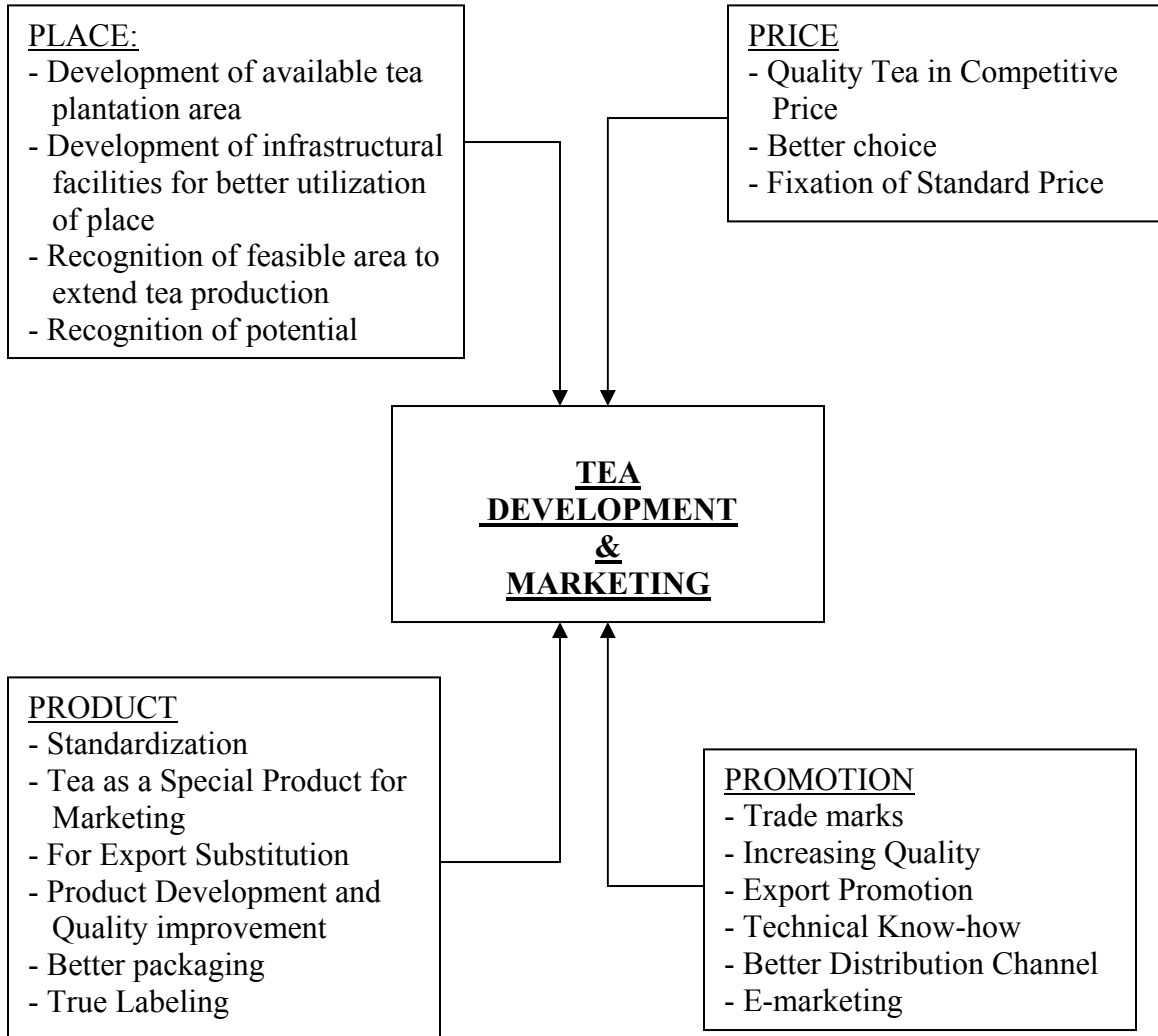 PLACE:
- Development of available tea
plantation area
- Development of infrastructural
facilities for better utilization
of place
- Recognition of feasible area to
extend tea production
- Recognition of potential
PRICE
- Quality Tea in Competitive
Price
- Better choice
- Fixation of Standard Price
TEA
DEVELOPMENT
&
MARKETING
PRODUCT
- Standardization
- Tea as a Special Product for
Marketing
- For Export Substitution
- Product Development and
Quality improvement
- Better packaging
- True Labeling
PROMOTION
- Trade marks
- Increasing Quality
- Export Promotion
- Technical Know-how
- Better Distribution Channel
- E-marketing